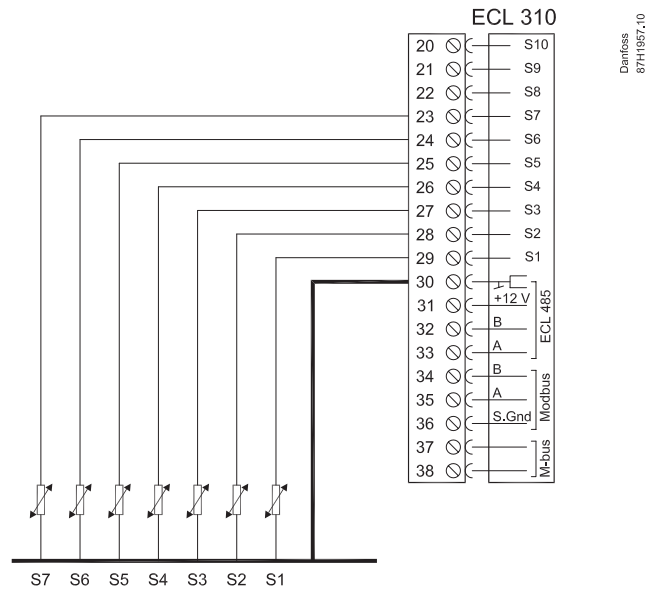 ECL 310
Danfoss
87H1957.10
20 S10
21 S9
22 S8
23 S7
24 S6
25 S5
26 S4
27 S3
28 S2
29 S1
30
31 +12 V
32 B
33 A
ECL 485
34 B
35 A
36 S.Gnd
Modbus
37
38
M-bus
S7 S6 S5 S4 S3 S2 S1